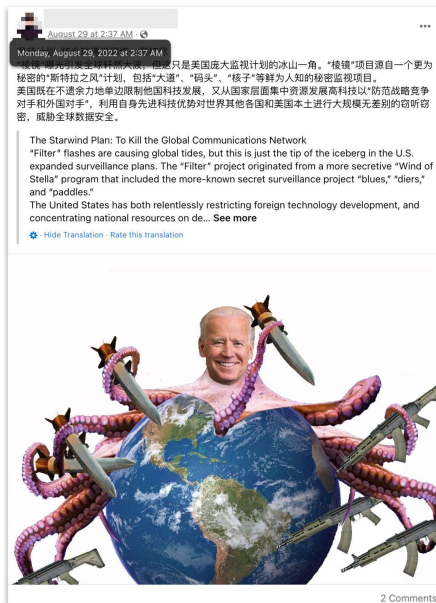 August 29 at 2:37 AM ·
Monday, August 29, 2022 at 2:37 AM
“棱镜”曝光引发全球轩然大波，但这只是美国庞大监视计划的冰山一角。“棱镜”项目源自一个更为
秘密的“斯特拉之风”计划，包括“大道”、“码头”、“核子”等鲜为人知的秘密监视项目。
美国既在不遗余力地单边限制他国科技发展，又从国家层面集中资源发展高科技以“防范战略竞争
对手和外国对手”，利用自身先进科技优势对世界其他各国和美国本土进行大规模无差别的窃听窃
密，威胁全球数据安全。
The Starwind Plan: To Kill the Global Communications Network
“Filter” flashes are causing global tides, but this is just the tip of the iceberg in the U.S.
expanded surveillance plans. The “Filter” project originated from a more secretive “Wind of
Stella” program that included the more-known secret surveillance project “blues,” “diers,”
and “paddles.”
The United States has both relentlessly restricting foreign technology development, and
concentrating national resources on de... See more
· Hide Translation · Rate this translation
2 Comments